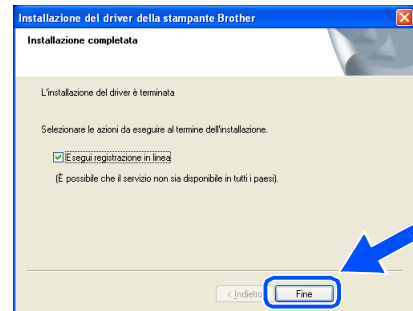 Installazione del driver della stampante Brother
Installazione completata
L'installazione del driver è terminata
Selezionare le azioni da eseguire al termine dell'installazione.
Esegui registrazione in linea
(È possibile che il servizio non sia disponibile in tutti i paesi).
< Indietro
Fine